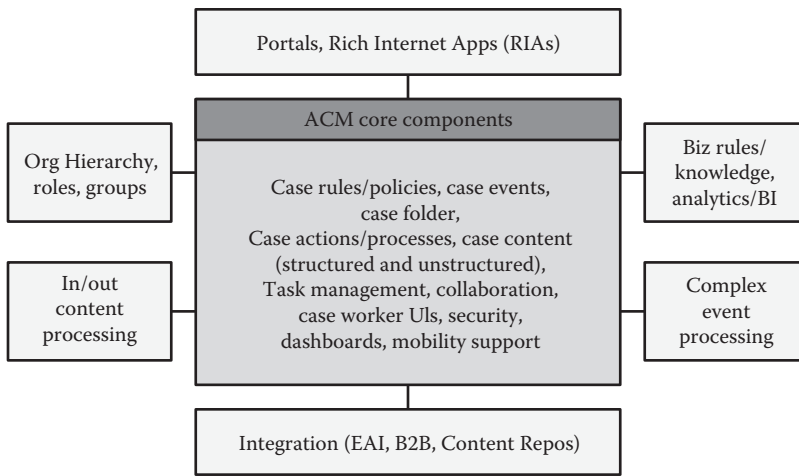 Portals, Rich Internet Apps (RIAs)
ACM core components
Org Hierarchy,
roles, groups
Case rules/policies, case events,
case folder,
Case actions/processes, case content
(structured and unstructured),
Task management, collaboration,
case worker UIs, security,
dashboards, mobility support
Biz rules/
knowledge,
analytics/BI
In/out
content
processing
Complex
event
processing
Integration (EAI, B2B, Content Repos)